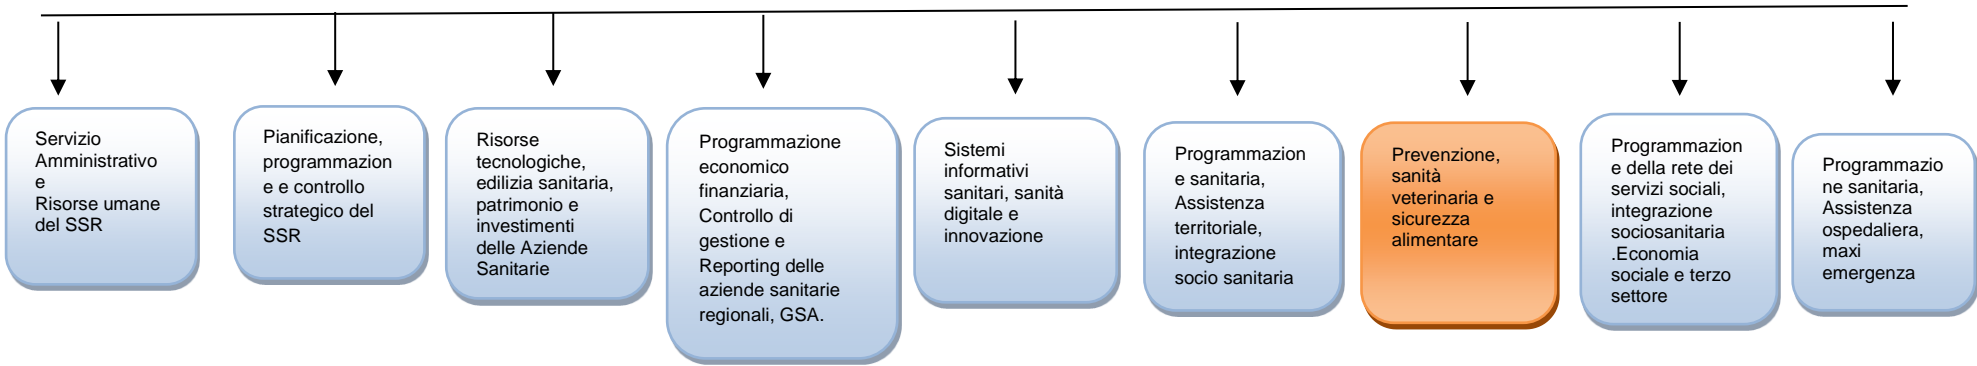 Servizio
Amministrativo
e
Risorse umane
del SSR
Pianificazione,
programmazion
e e controllo
strategico del
SSR
Risorse
tecnologiche,
edilizia sanitaria,
patrimonio e
investimenti
delle Aziende
Sanitarie
Programmazione
economico
finanziaria,
Controllo di
gestione e
Reporting delle
aziende sanitarie
regionali, GSA.
Sistemi
informativi
sanitari, sanità
digitale e
innovazione
Programmazion
e sanitaria,
Assistenza
territoriale,
integrazione
socio sanitaria
Prevenzione,
sanità
veterinaria e
sicurezza
alimentare
Programmazion
e della rete dei
servizi sociali,
integrazione
sociosanitaria
.Economia
sociale e terzo
settore
Programmazio
ne sanitaria,
Assistenza
ospedaliera,
maxi
emergenza